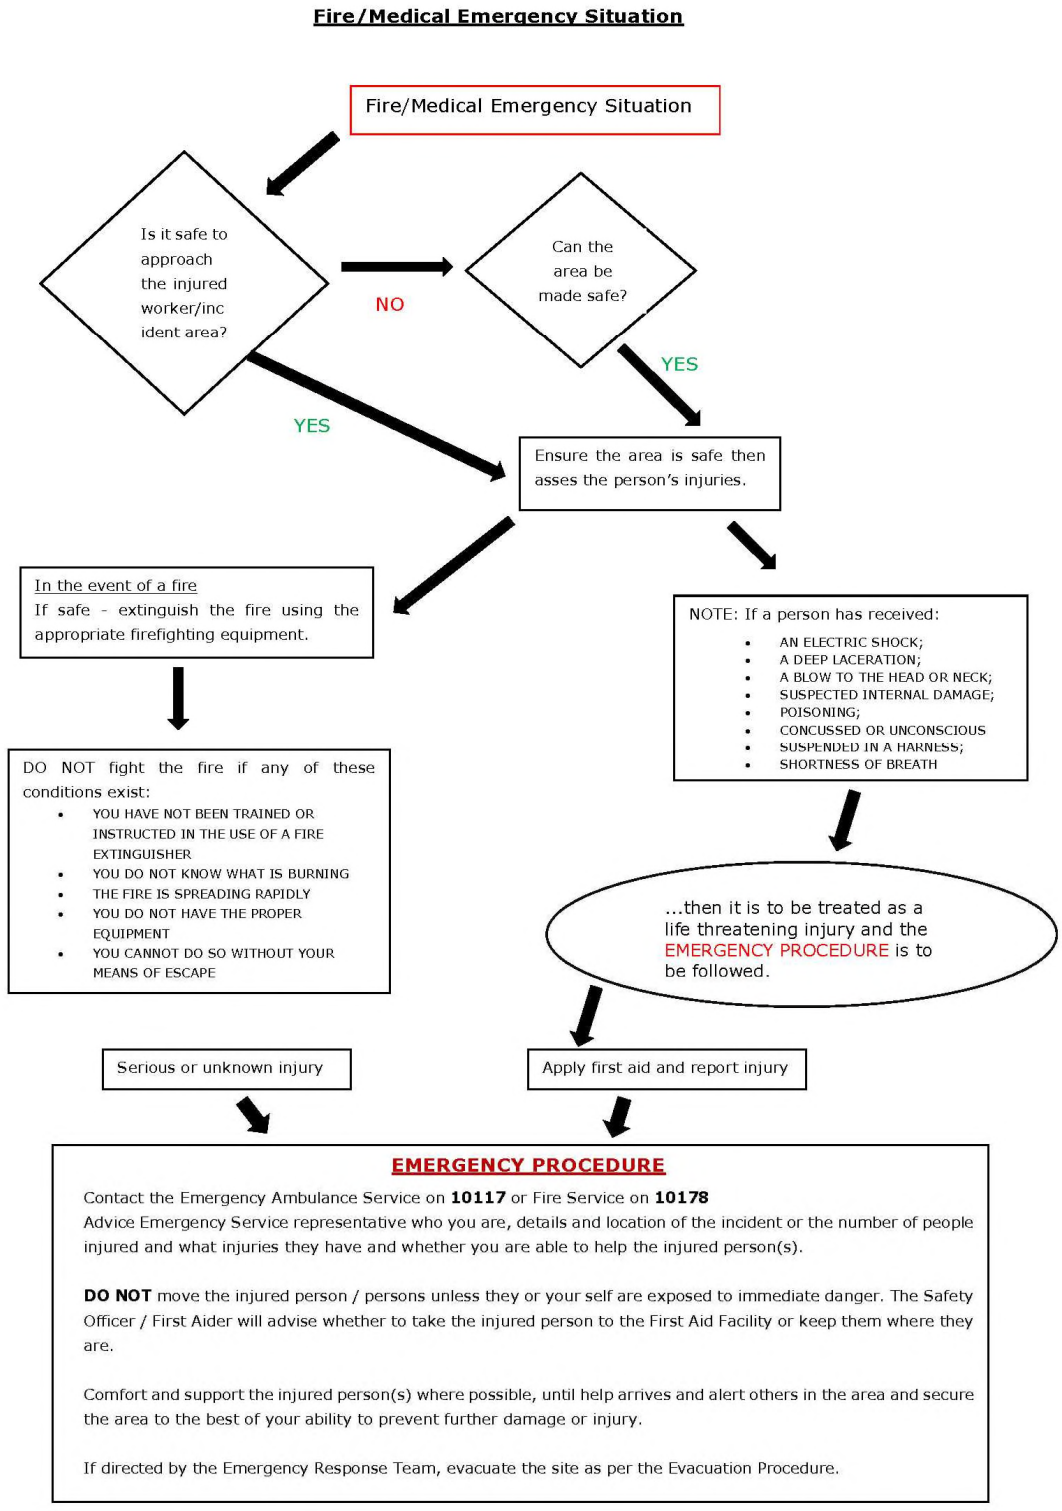 Fire/Medical Emergency Situation
Fire/Medical Emergency Situation
Is it safe to
approach
the injured
worker/inc
ident area?
NO
Can the
area be
made safe?
YES
YES
Ensure the area is safe then
asses the person's injuries.
In the event of a fire
If safe - extinguish the fire using the
appropriate firefighting equipment.
NOTE: If a person has received:
• AN ELECTRIC SHOCK;
• A DEEP LACERATION;
• A BLOW TO THE HEAD OR NECK;
• SUSPECTED INTERNAL DAMAGE;
• POISONING;
• CONCUSSED OR UNCONSCIOUS
• SUSPENDED IN A HARNESS;
• SHORTNESS OF BREATH
DO NOT fight the fire if any of these
conditions exist:
• YOU HAVE NOT BEEN TRAINED OR
INSTRUCTED IN THE USE OF A FIRE
EXTINGUISHER
• YOU DO NOT KNOW WHAT IS BURNING
• THE FIRE IS SPREADING RAPIDLY
• YOU DO NOT HAVE THE PROPER
EQUIPMENT
• YOU CANNOT DO SO WITHOUT YOUR
MEANS OF ESCAPE
...then it is to be treated as a
life threatening injury and the
EMERGENCY PROCEDURE is to
be followed.
Serious or unknown injury
Apply first aid and report injury
EMERGENCY PROCEDURE
Contact the Emergency Ambulance Service on 10117 or Fire Service on 10178
Advice Emergency Service representative who you are, details and location of the incident or the number of people
injured and what injuries they have and whether you are able to help the injured person(s).
DO NOT move the injured person / persons unless they or your self are exposed to immediate danger. The Safety
Officer / First Aider will advise whether to take the injured person to the First Aid Facility or keep them where they
are.
Comfort and support the injured person(s) where possible, until help arrives and alert others in the area and secure
the area to the best of your ability to prevent further damage or injury.
If directed by the Emergency Response Team, evacuate the site as per the Evacuation Procedure.